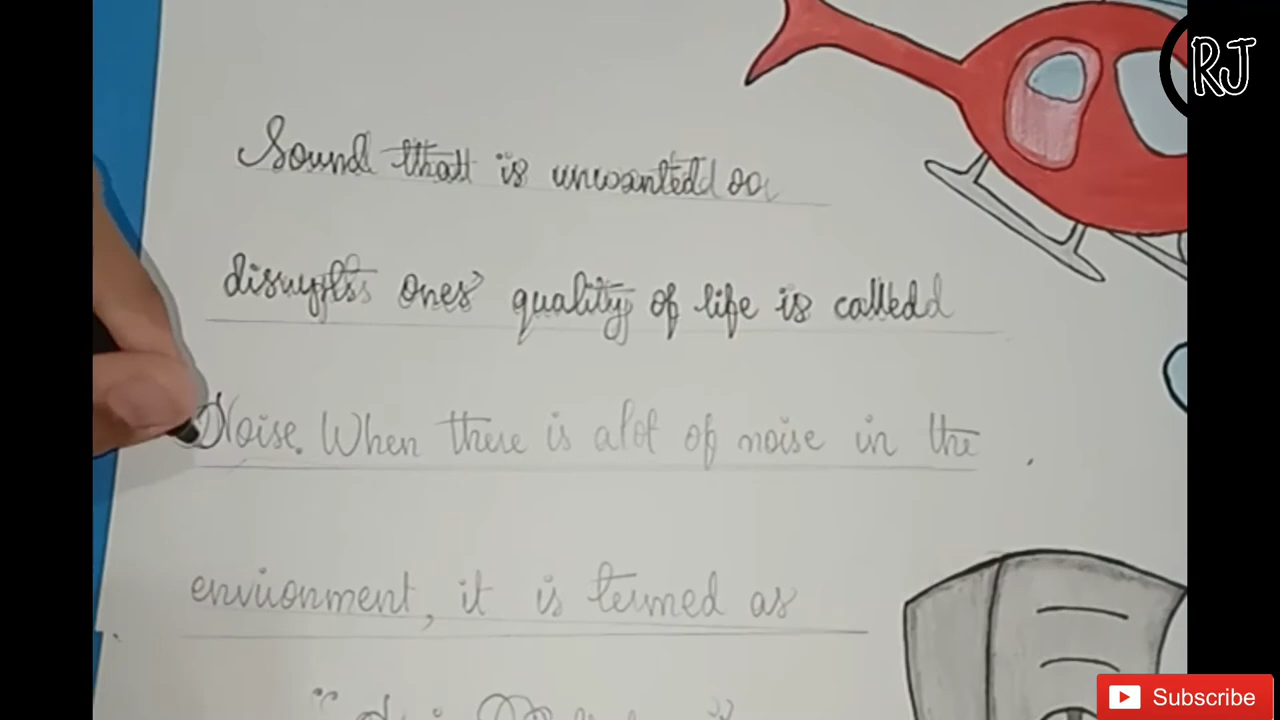 RJ
Sound that is unwanted or
disrupts ones' quality of life is called
Noise. When there is alot of noise in the
environment, it is termed as
Subscribe